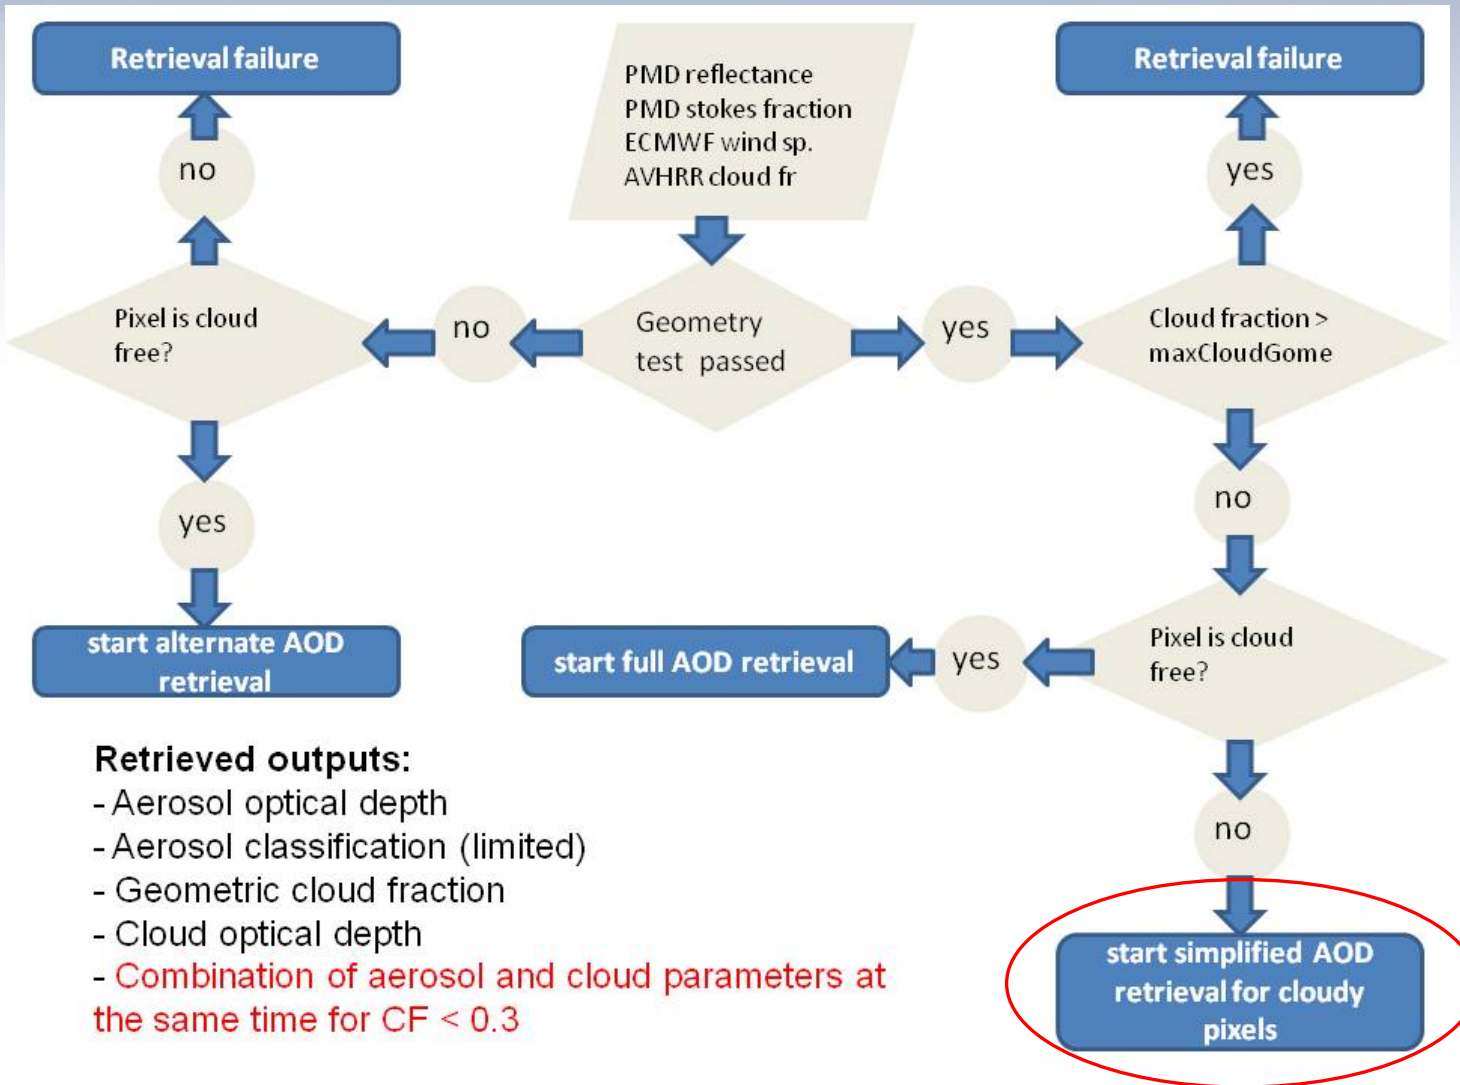 Retrieval failure
PMD reflectance
PMD stokes fraction
ECMWF wind sp.
AVHRR cloud fr
Retrieval failure
no
yes
Pixel is cloud
free?
no
Geometry
test passed
yes
Cloud fraction >
maxCloudGome
yes
no
start alternate AOD
retrieval
start full AOD retrieval
yes
Pixel is cloud
free?
Retrieved outputs:
- Aerosol optical depth
- Aerosol classification (limited)
- Geometric cloud fraction
- Cloud optical depth
- Combination of aerosol and cloud parameters at
the same time for CF < 0.3
no
start simplified AOD
retrieval for cloudy
pixels